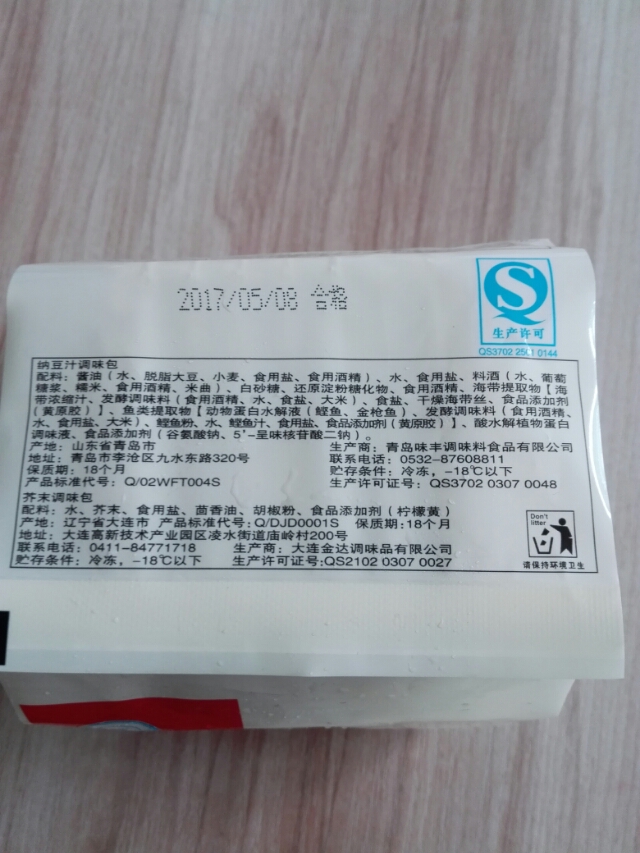 2017/05/08 合格
生产许可
QS3702 2501 0144
纳豆汁调味包
配料：酱油（水、脱脂大豆、小麦、食用盐、食用酒精）、水、食用盐、料酒（水、葡萄
糖浆、糯米、食用酒精、米曲）、白砂糖、还原淀粉糖化物、食用酒精、海带提取物【海
带浓缩汁、发酵调味料（食用酒精、水、食盐、大米）、食盐、干燥海带丝、食品添加剂
（黄原胶）】、鱼类提取物【动物蛋白水解液（鲣鱼、金枪鱼）、发酵调味料（食用酒精、
水、食用盐、大米）、鲣鱼粉、水、鲣鱼汁、食用盐、食品添加剂（黄原胶）】、酸水解植物蛋白
调味液、食品添加剂（谷氨酸钠、5'-呈味核苷酸二钠）。
产地：山东省青岛市 生产商：青岛味丰调味料食品有限公司
地址：青岛市李沧区九水东路320号 联系电话：0532-87608811
保质期：18个月 贮存条件：冷冻，-18℃以下
产品标准代号：Q/02WFT004S 生产许可证号：QS3702 0307 0048
芥末调味包
配料：水、芥末、食用盐、茴香油、胡椒粉、食品添加剂（柠檬黄）
产地：辽宁省大连市 产品标准代号：Q/DJD0001S 保质期：18个月
地址：大连高新技术产业园区凌水街道庙岭村200号
联系电话：0411-84771718 生产商：大连金达调味品有限公司
贮存条件：冷冻，-18℃以下 生产许可证号：QS2102 0307 0027
Don't
litter
请保持环境卫生